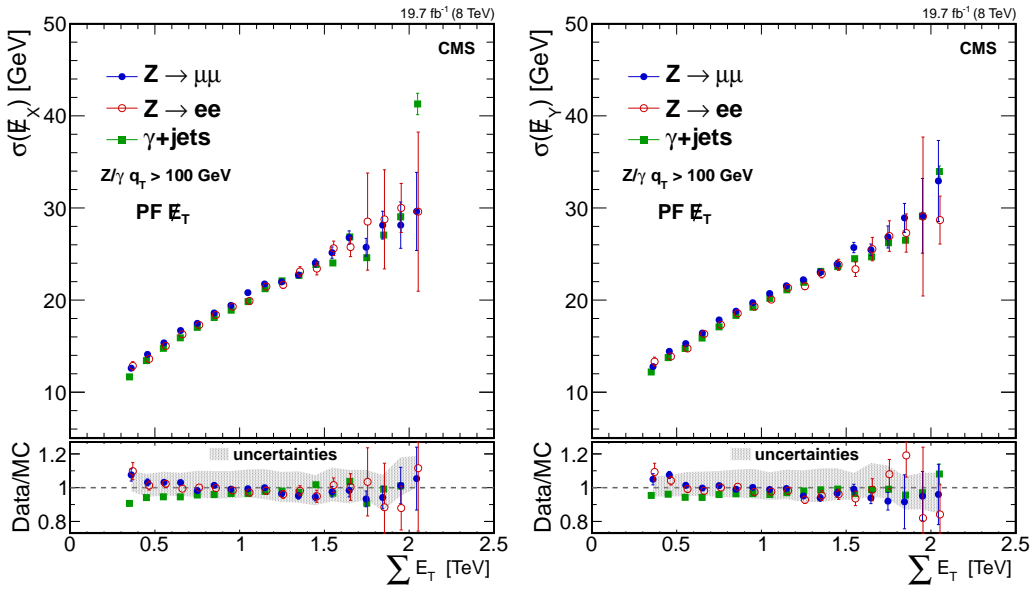 19.7 fb⁻¹ (8 TeV)
CMS
σ(E̸_X) [GeV]
50
40
30
20
10
Z → μμ
Z → ee
γ+jets
Z/γ q_T > 100 GeV
PF E̸_T
Data/MC
1.2
1
0.8
uncertainties
0 0.5 1 1.5 2 2.5
∑ E_T [TeV]
19.7 fb⁻¹ (8 TeV)
CMS
σ(E̸_Y) [GeV]
50
40
30
20
10
Z → μμ
Z → ee
γ+jets
Z/γ q_T > 100 GeV
PF E̸_T
Data/MC
1.2
1
0.8
uncertainties
0 0.5 1 1.5 2 2.5
∑ E_T [TeV]